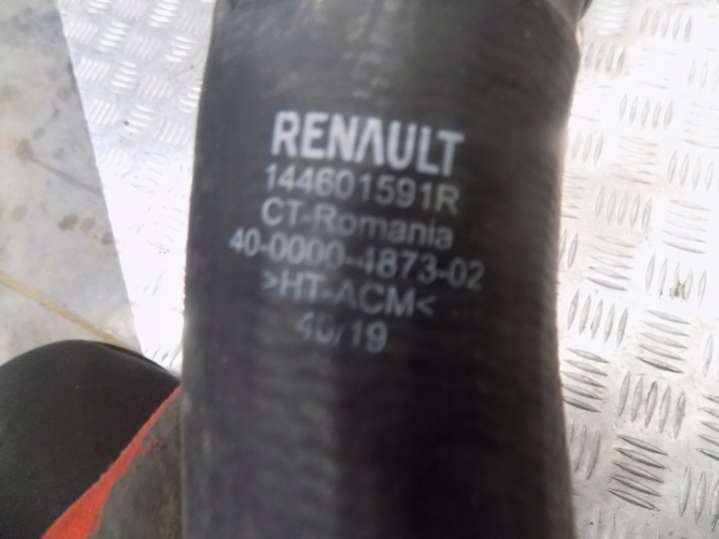 RENAULT
144601591R
CT-Romania
40-0000-4873-02
>HT-ACM<
40/19